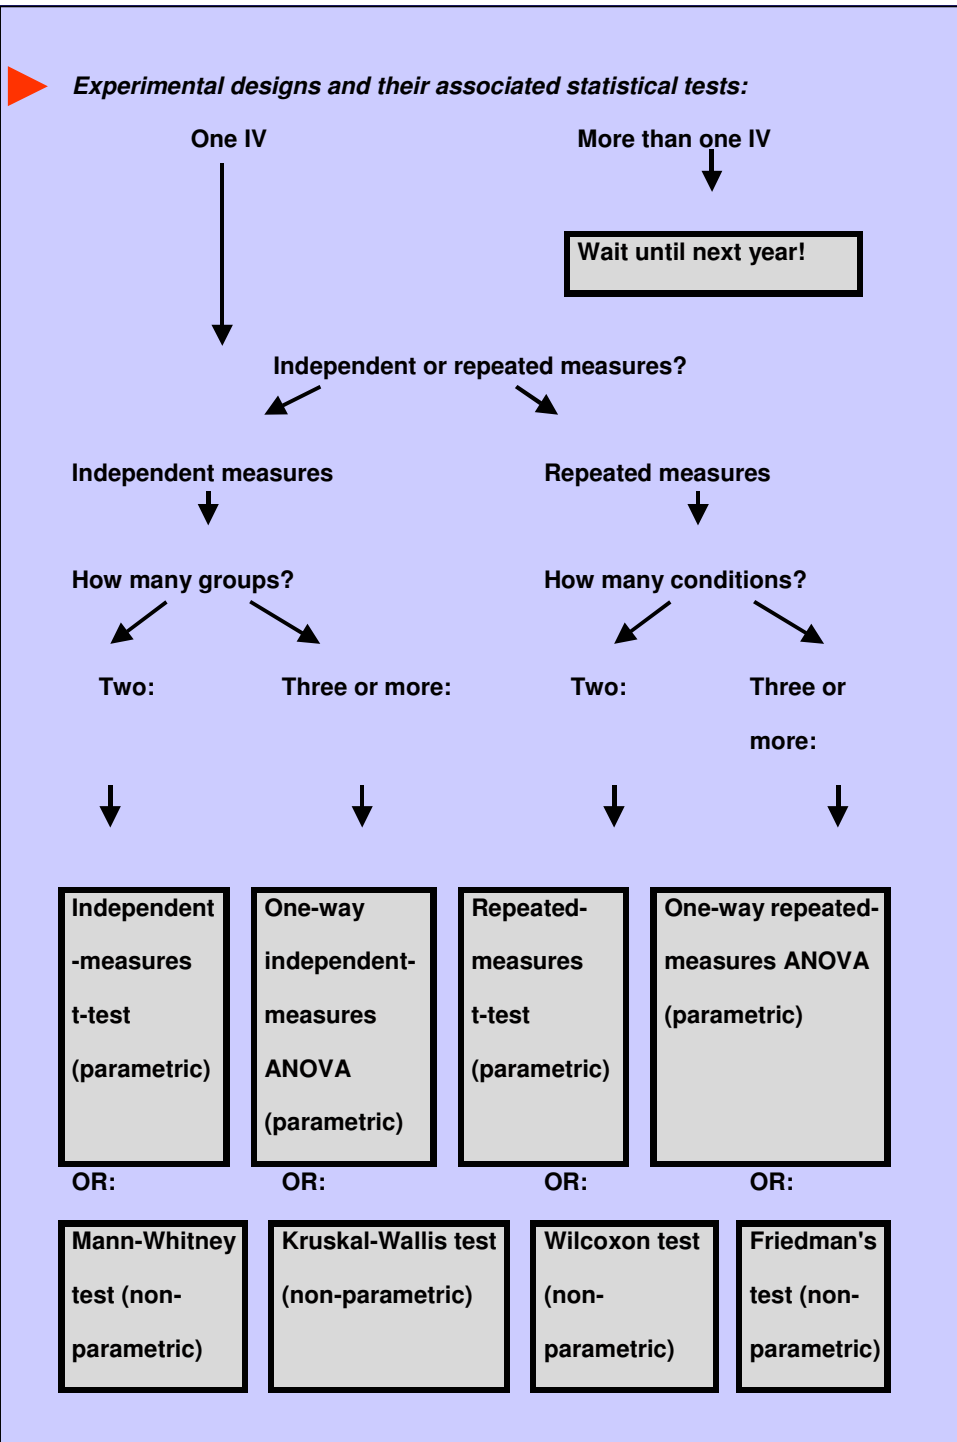 Experimental designs and their associated statistical tests:
One IV
More than one IV
Wait until next year!
Independent or repeated measures?
Independent measures
Repeated measures
How many groups?
How many conditions?
Two:
Three or more:
Two:
Three or
more:
Independent
-measures
t-test
(parametric)
One-way
independent-
measures
ANOVA
(parametric)
Repeated-
measures
t-test
(parametric)
One-way repeated-
measures ANOVA
(parametric)
OR:
OR:
OR:
OR:
Mann-Whitney
test (non-
parametric)
Kruskal-Wallis test
(non-parametric)
Wilcoxon test
(non-
parametric)
Friedman's
test (non-
parametric)